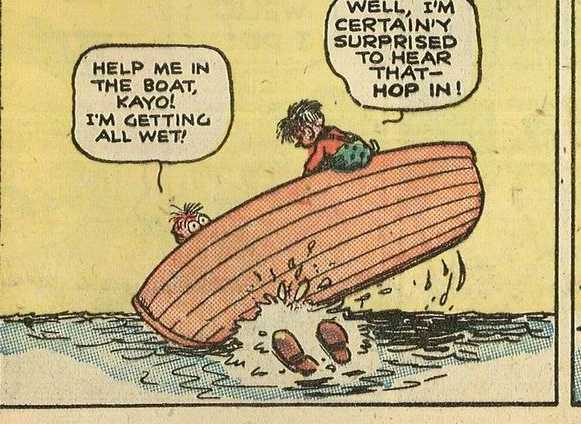 HELP ME IN
THE BOAT,
KAYO!
I'M GETTING
ALL WET!
WELL, I'M
CERTAIN'Y
SURPRISED
TO HEAR
THAT—
HOP IN!